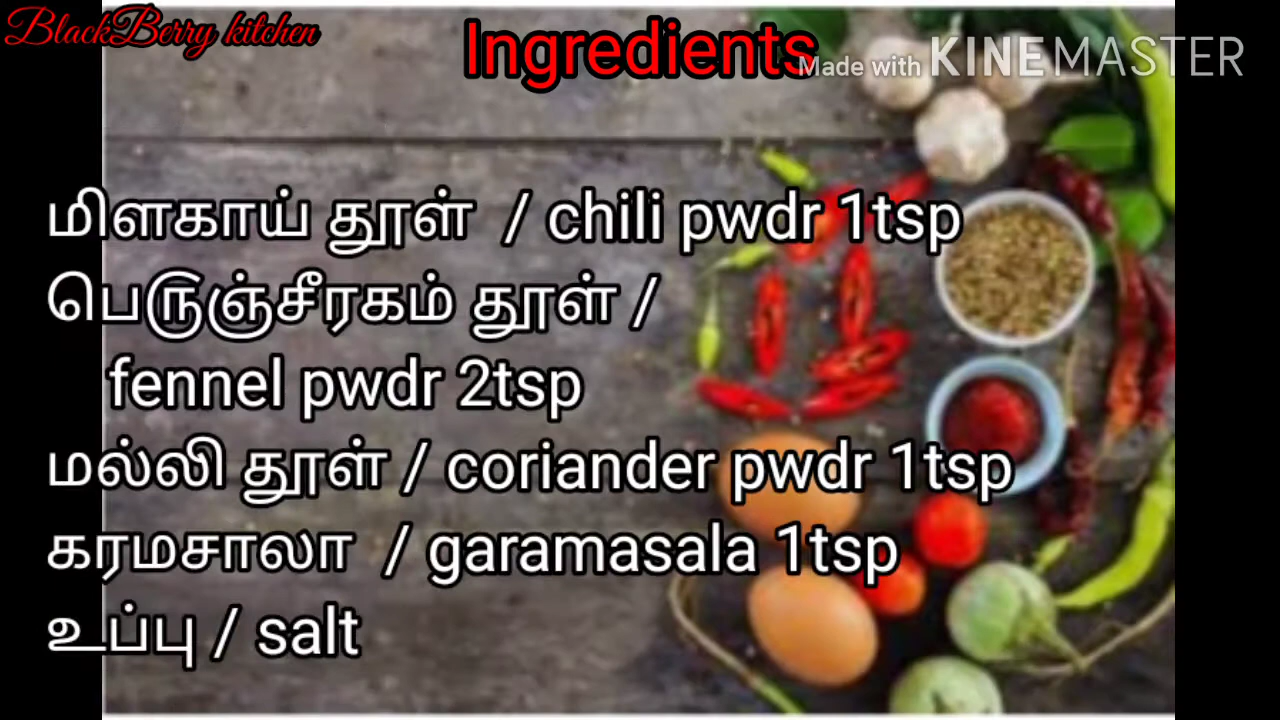 BlackBerry kitchen
Ingredients
Made with KINEMASTER
மிளகாய் தூள் / chili pwdr 1tsp
பெருஞ்சீரகம் தூள் /
fennel pwdr 2tsp
மல்லி தூள் / coriander pwdr 1tsp
கரமசாலா / garamasala 1tsp
உப்பு / salt